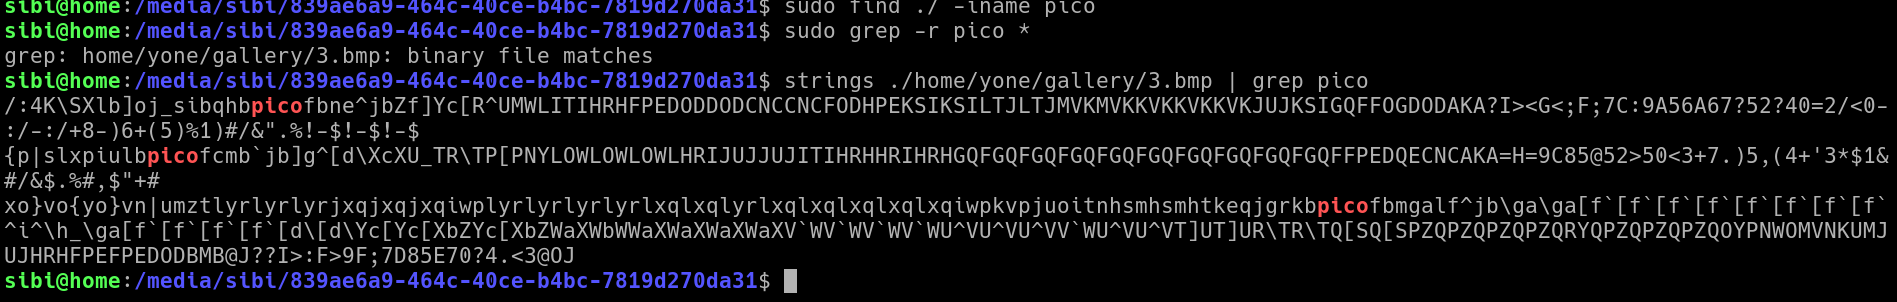 sibi@home:/media/sibi/839ae6a9-464c-40ce-b4bc-7819d270da31$ sudo find ./ -iname pico
sibi@home:/media/sibi/839ae6a9-464c-40ce-b4bc-7819d270da31$ sudo grep -r pico *
grep: home/yone/gallery/3.bmp: binary file matches
sibi@home:/media/sibi/839ae6a9-464c-40ce-b4bc-7819d270da31$ strings ./home/yone/gallery/3.bmp | grep pico
/:4K\SXlb]oj_sibqhbpicofbne^jbZf]Yc[R^UMWLITIHRHFPEDODDODCNCCNCFODHPEKSIKSILTJLTJMVKMVKKVKKVKKVKJUJKSIGQFFOGDODAKA?I><G<;F;7C:9A56A67?52?40=2/<0-
:/-:/+8-)6+(5)%1)#/&".%!-$!-$!-$
{p|slxpiulbpicofcmb`jb]g^[d\XcXU_TR\TP[PNYLOWLOWLOWLHRIJUJJUJITIHRHHRIHRHGQFGQFGQFGQFGQFGQFGQFGQFGQFGQFFPEDQECNCAKA=H=9C85@52>50<3+7.)5,(4+'3*$1&
#/&$.%#,$"+#
xo}vo{yo}vn|umztlyrlyrlyrjxqjxqjxqiwplyrlyrlyrlyrlxqlxqlyrlxqlxqlxqlxqlxqiwpkvpjuoitnhsmhsmhtkeqjgrkbpicofbmgalf^jb\ga\ga[f`[f`[f`[f`[f`[f`[f`[f`
^i^\h_\ga[f`[f`[f`[f`[d\[d\Yc[Yc[XbZYc[XbZWaXWbWWaXWaXWaXWaXV`WV`WV`WV`WU^VU^VU^VV`WU^VU^VT]UT]UR\TR\TQ[SQ[SPZQPZQPZQPZQRYQPZQPZQPZQOYPNWOMVNKUMJ
UJHRHFPEFPEDODBMB@J??I>:F>9F;7D85E70?4.<3@OJ
sibi@home:/media/sibi/839ae6a9-464c-40ce-b4bc-7819d270da31$